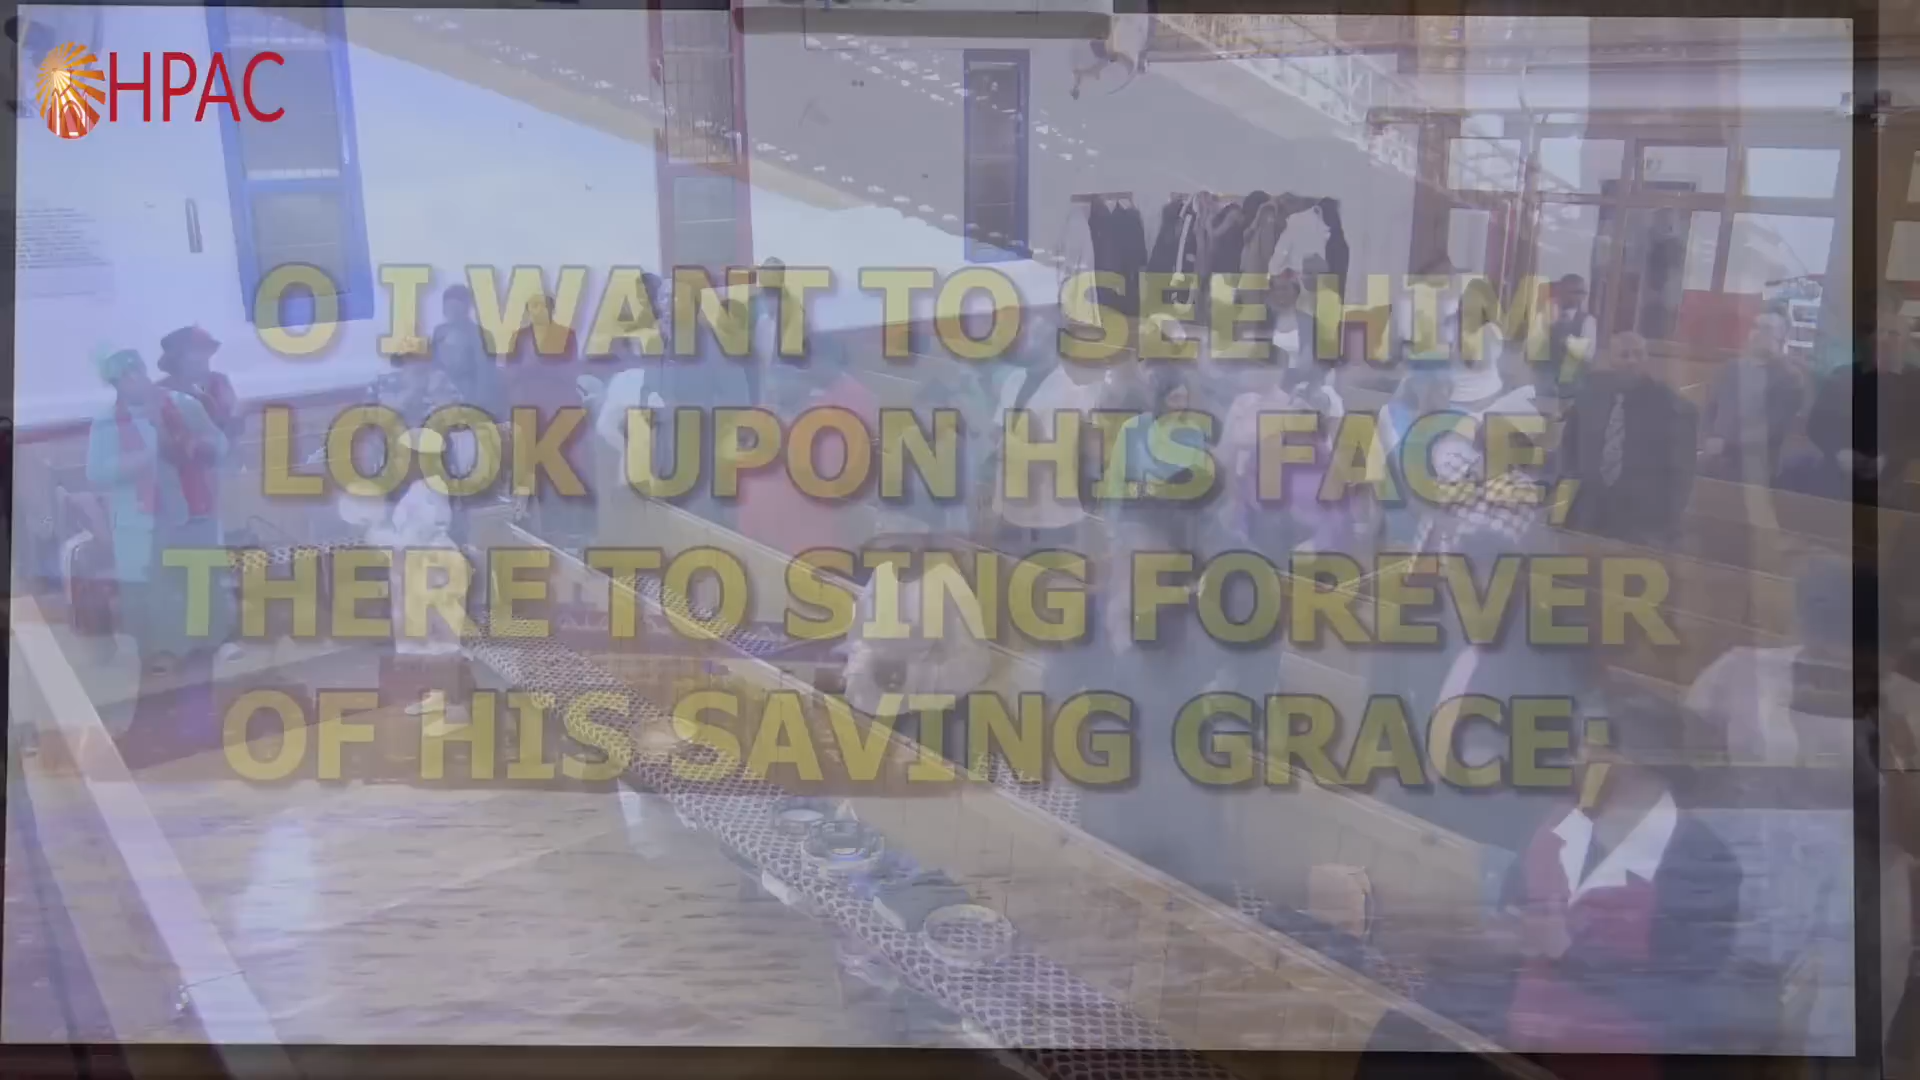 HPAC
O I WANT TO SEE HIM,
LOOK UPON HIS FACE,
THERE TO SING FOREVER
OF HIS SAVING GRACE;